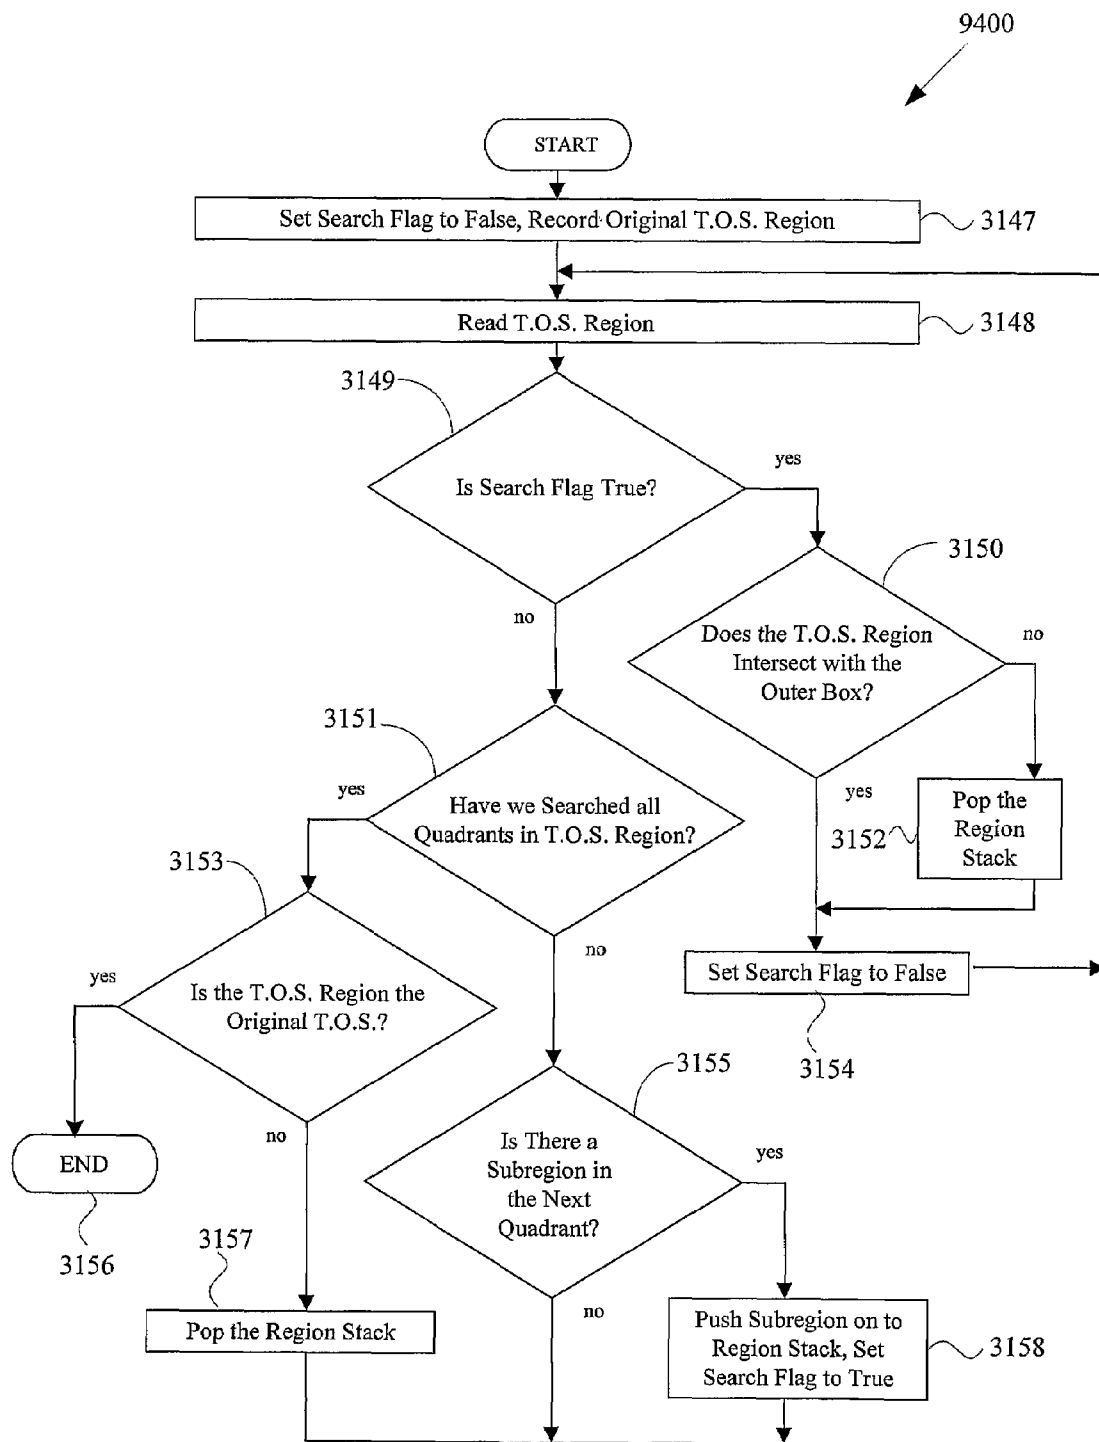 9400
START
Set Search Flag to False, Record Original T.O.S. Region
3147
Read T.O.S. Region
3148
3149
Is Search Flag True?
yes
no
3150
Does the T.O.S. Region
Intersect with the
Outer Box?
no
yes
3151
yes
Have we Searched all
Quadrants in T.O.S. Region?
no
Pop the
Region
Stack
3152
3153
yes
Is the T.O.S. Region the
Original T.O.S.?
no
Set Search Flag to False
3154
3155
Is There a
Subregion in
the Next
Quadrant?
yes
no
END
3156
3157
Pop the Region Stack
Push Subregion on to
Region Stack, Set
Search Flag to True
3158